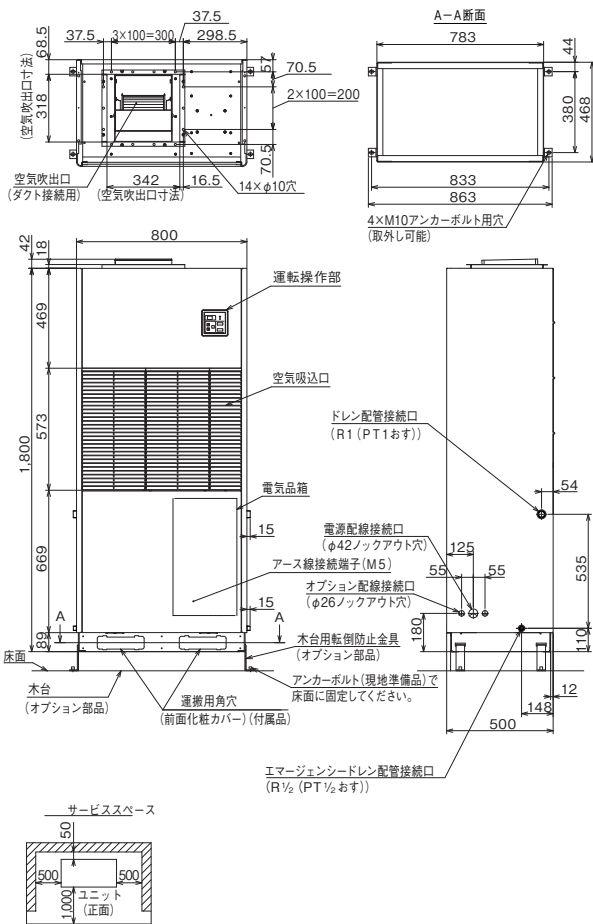 37.5
37.5
3×100=300
298.5
68.5
57
(空気吹出口寸法)
318
70.5
2×100=200
70.5
空気吹出口
(ダクト接続用)
342
(空気吹出口寸法)
16.5
14×φ10穴
A-A断面
783
44
380
468
833
863
4×M10アンカーボルト用穴
(取外し可能)
42
18
800
469
運転操作部
空気吸込口
573
1,800
電気品箱
15
アース線接続端子(M5)
669
15
A
A
89
床面
木台用転倒防止金具
(オプション部品)
木台
(オプション部品)
運搬用角穴
(前面化粧カバー)(付属品)
アンカーボルト(現地準備品)で
床面に固定してください。
ドレン配管接続口
(R1(PT1おす))
54
電源配線接続口
(φ42ノックアウト穴)
125
55
55
オプション配線接続口
(φ26ノックアウト穴)
535
180
110
12
148
500
エマージェンシードレン配管接続口
(R½(PT½おす))
サービススペース
50
500
500
ユニット
(正面)
1,000